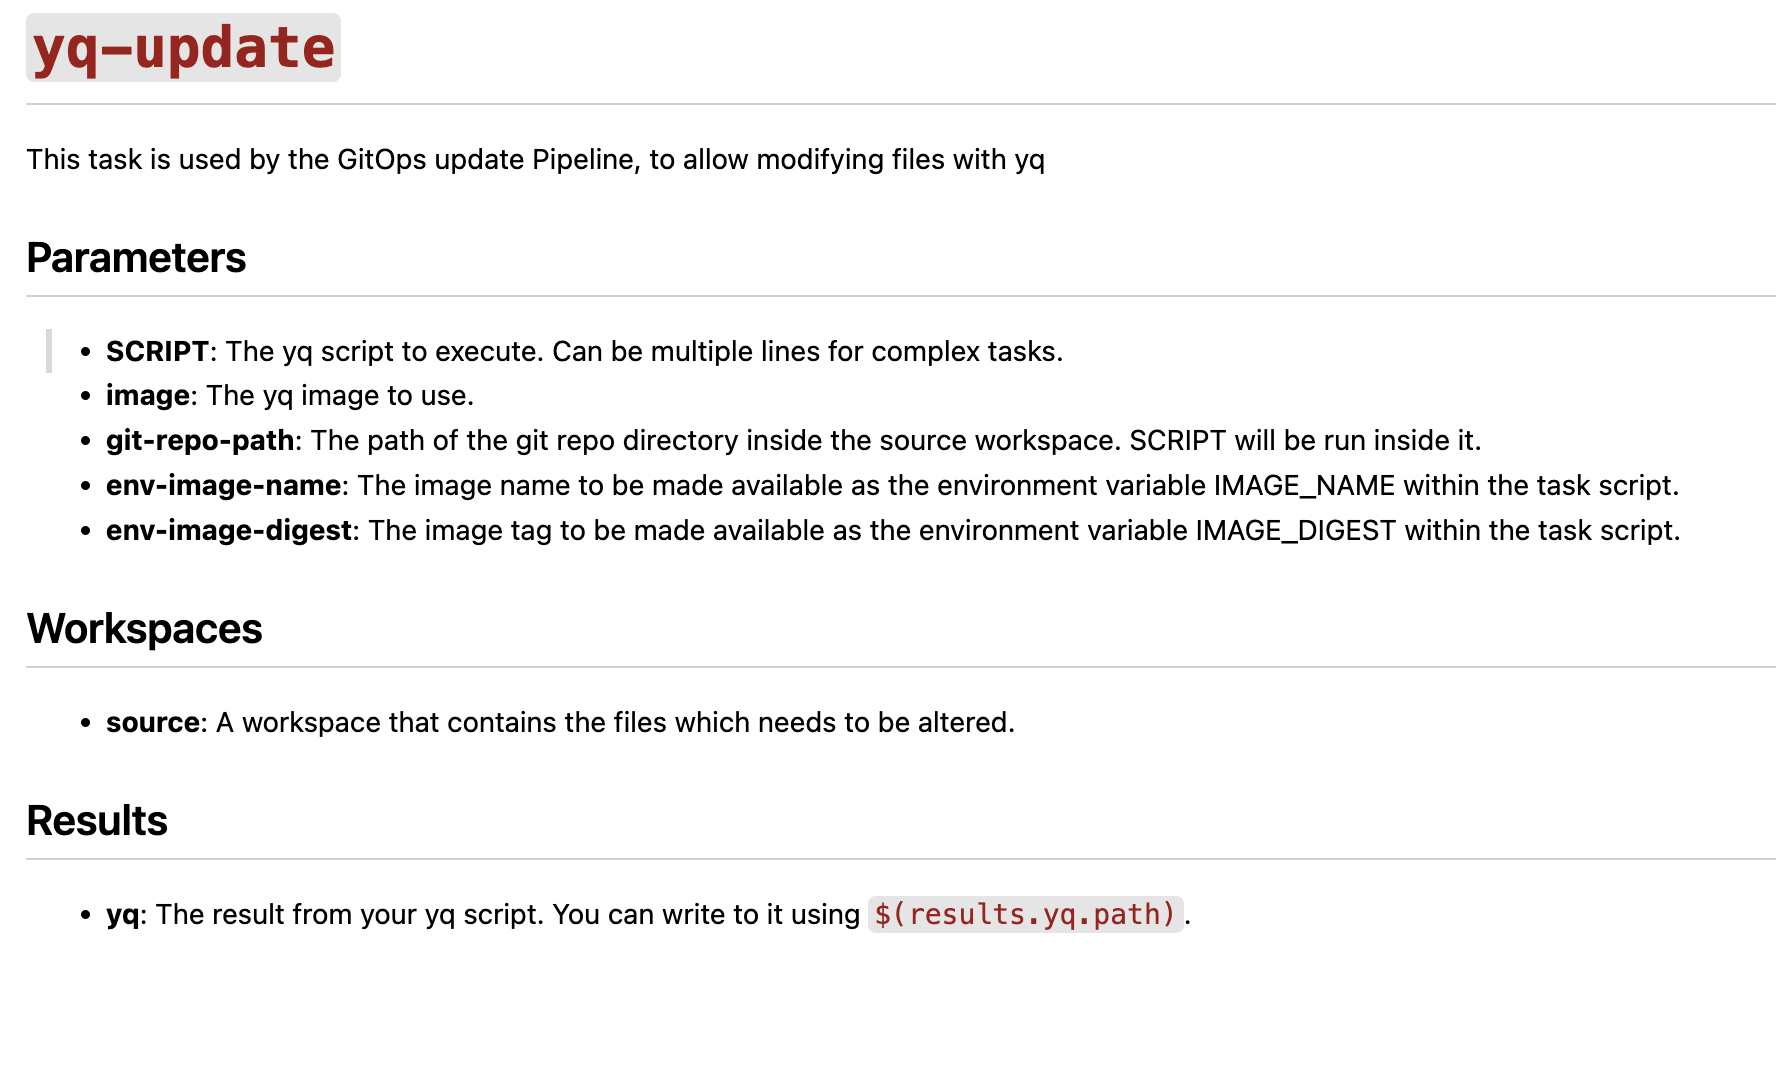 yq-update
This task is used by the GitOps update Pipeline, to allow modifying files with yq
Parameters
• SCRIPT: The yq script to execute. Can be multiple lines for complex tasks.
• image: The yq image to use.
• git-repo-path: The path of the git repo directory inside the source workspace. SCRIPT will be run inside it.
• env-image-name: The image name to be made available as the environment variable IMAGE_NAME within the task script.
• env-image-digest: The image tag to be made available as the environment variable IMAGE_DIGEST within the task script.
Workspaces
• source: A workspace that contains the files which needs to be altered.
Results
• yq: The result from your yq script. You can write to it using $(results.yq.path).